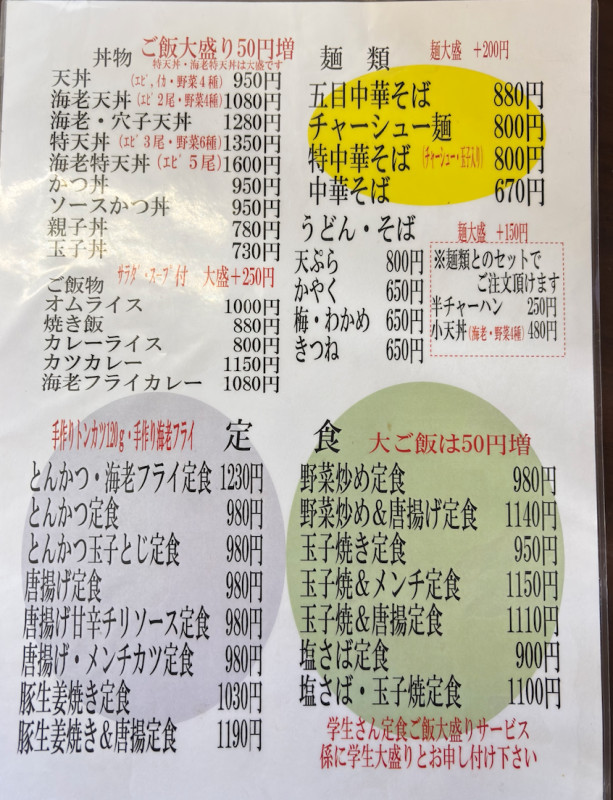 丼物 ご飯大盛り50円増
特天丼・海老特天丼は大盛です
天丼 (エビ,イカ・野菜4種) 950円
海老天丼 (エビ2尾・野菜4種) 1080円
海老・穴子天丼 1280円
特天丼 (エビ3尾・野菜6種) 1350円
海老特天丼 (エビ5尾) 1600円
かつ丼 950円
ソースかつ丼 950円
親子丼 780円
玉子丼 730円
ご飯物 サラダ・スープ付 大盛+250円
オムライス 1000円
焼き飯 880円
カレーライス 800円
カツカレー 1150円
海老フライカレー 1080円
麺類 麺大盛 +200円
五目中華そば 880円
チャーシュー麺 800円
特中華そば (チャーシュー・玉子入り) 800円
中華そば 670円
うどん・そば 麺大盛 +150円
天ぷら 800円
かやく 650円
梅・わかめ 650円
きつね 650円
※麺類とのセットで
ご注文頂けます
半チャーハン 250円
小天丼 (海老・野菜4種) 480円
手作りトンカツ120g・手作り海老フライ 定食 大ご飯は50円増
とんかつ・海老フライ定食 1230円
とんかつ定食 980円
とんかつ玉子とじ定食 980円
唐揚げ定食 980円
唐揚げ甘辛チリソース定食 980円
唐揚げ・メンチカツ定食 980円
豚生姜焼き定食 1030円
豚生姜焼き&唐揚定食 1190円
野菜炒め定食 980円
野菜炒め&唐揚げ定食 1140円
玉子焼き定食 950円
玉子焼&メンチ定食 1150円
玉子焼&唐揚定食 1110円
塩さば定食 900円
塩さば・玉子焼定食 1100円
学生さん定食ご飯大盛りサービス
係に学生大盛りとお申し付け下さい